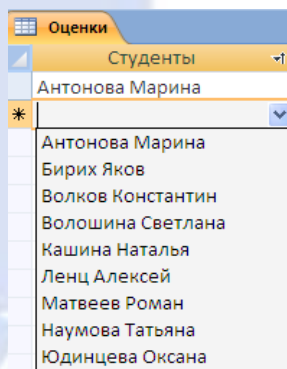 Оценки
Студенты
Антонова Марина
Антонова Марина
Бирих Яков
Волков Константин
Волошина Светлана
Кашина Наталья
Ленц Алексей
Матвеев Роман
Наумова Татьяна
Юдинцева Оксана